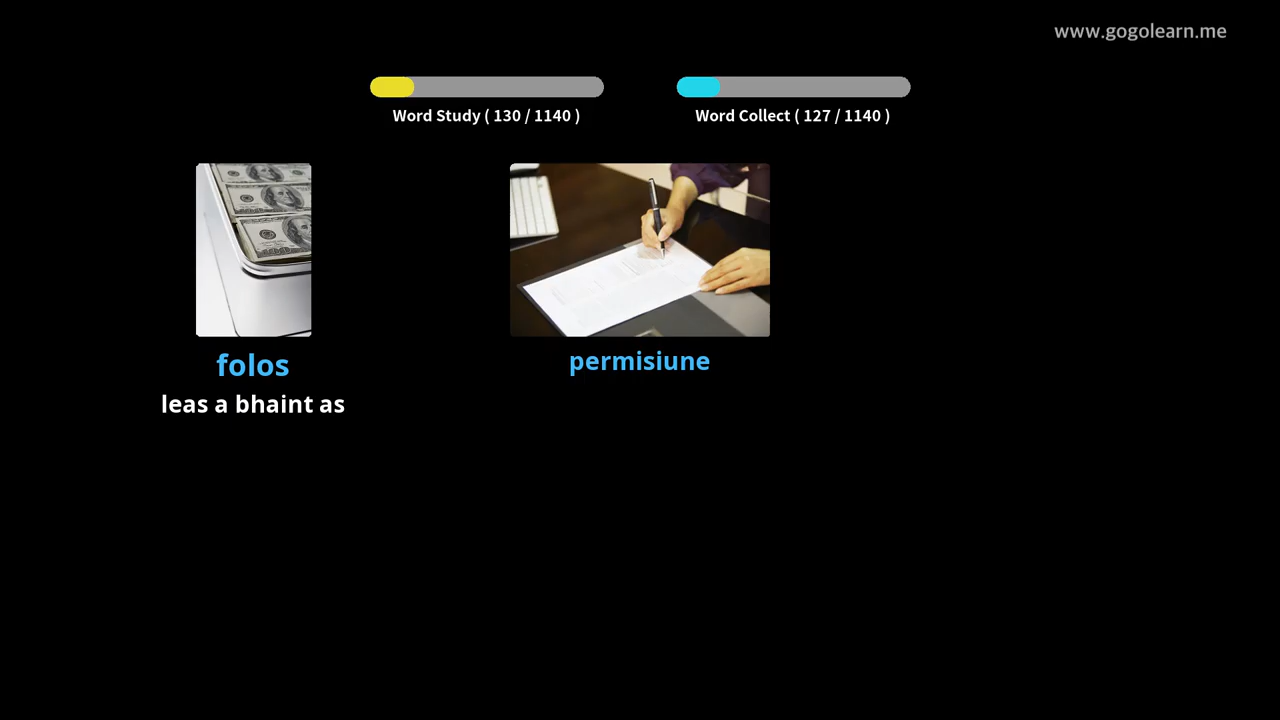 www.gogolearn.me
Word Study ( 130 / 1140 )
Word Collect ( 127 / 1140 )
folos
permisiune
leas a bhaint as